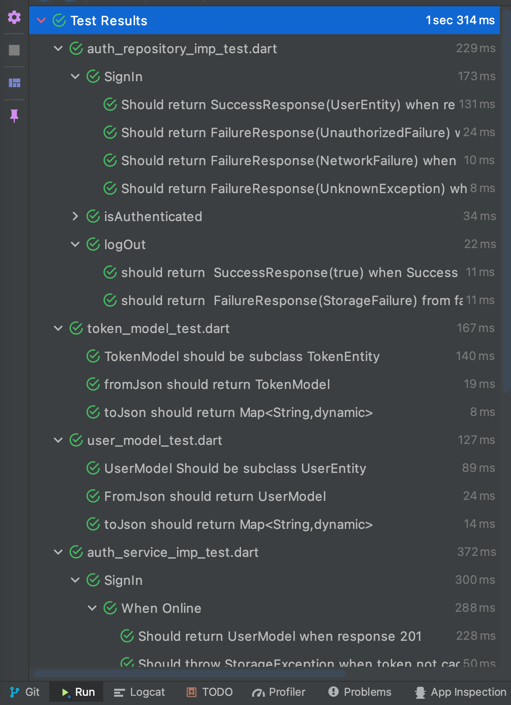 Test Results 1 sec 314 ms
auth_repository_imp_test.dart 229 ms
SignIn 173 ms
Should return SuccessResponse(UserEntity) when re 131 ms
Should return FailureResponse(UnauthorizedFailure) w 24 ms
Should return FailureResponse(NetworkFailure) when 10 ms
Should return FailureResponse(UnknownException) wh 8 ms
isAuthenticated 34 ms
logOut 22 ms
should return  SuccessResponse(true) when Success 11 ms
should return  FailureResponse(StorageFailure) from fa 11 ms
token_model_test.dart 167 ms
TokenModel should be subclass TokenEntity 140 ms
fromJson should return TokenModel 19 ms
toJson should return Map<String,dynamic> 8 ms
user_model_test.dart 127 ms
UserModel Should be subclass UserEntity 89 ms
FromJson should return UserModel 24 ms
toJson should return Map<String,dynamic> 14 ms
auth_service_imp_test.dart 372 ms
SignIn 300 ms
When Online 288 ms
Should return UserModel when response 201 228 ms
Should throw StorageException when token not cac 50 ms
Git Run Logcat TODO Profiler Problems App Inspection